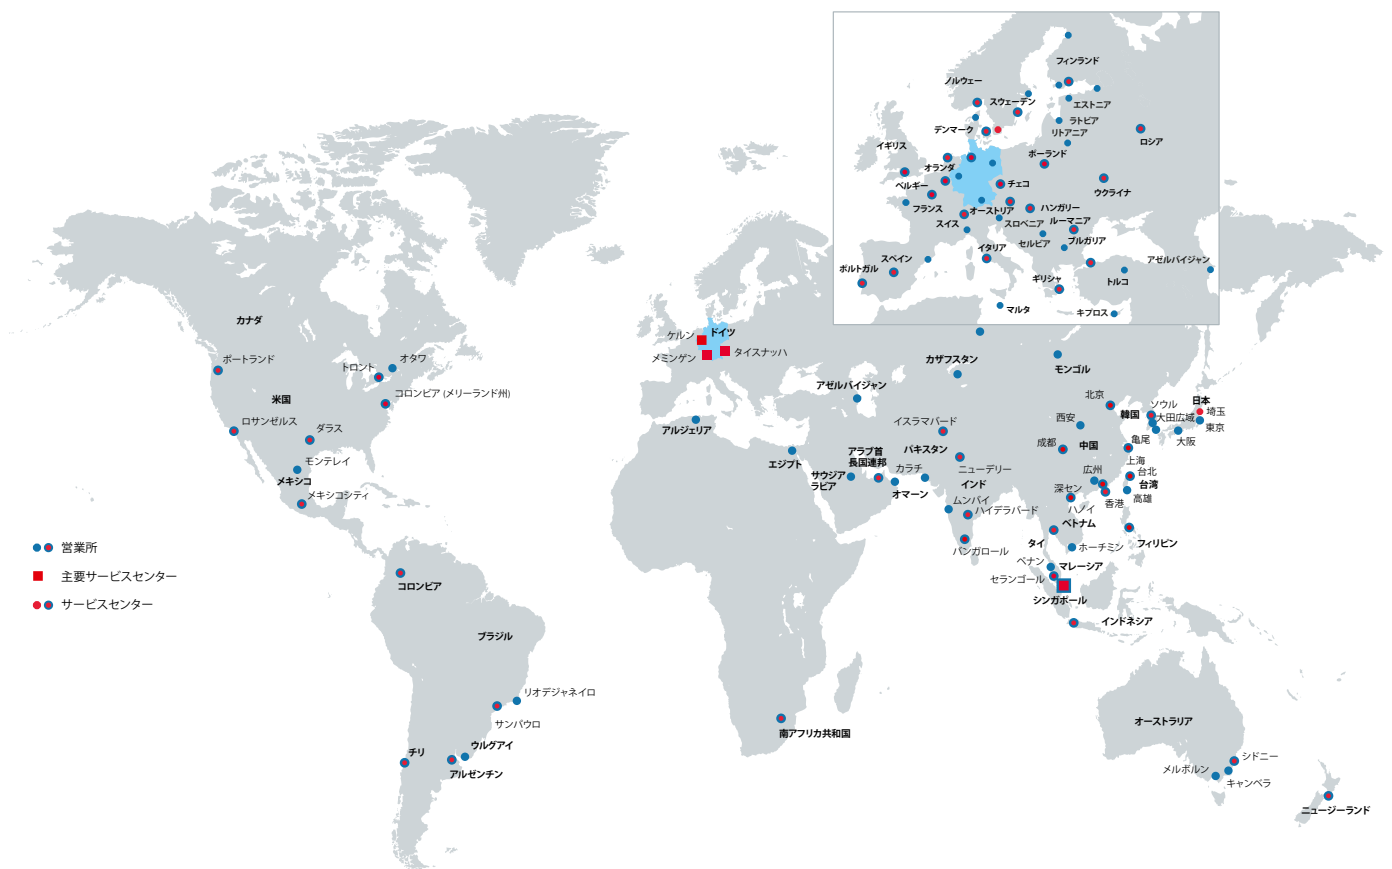 フィンランド
ノルウェー
スウェーデン
エストニア
デンマーク
ラトビア
リトアニア
ロシア
イギリス
オランダ
ポーランド
ベルギー
チェコ
ウクライナ
フランス
オーストリア
ハンガリー
スイス
スロベニア
ルーマニア
セルビア
ブルガリア
イタリア
アゼルバイジャン
スペイン
ポルトガル
ギリシャ
トルコ
マルタ
キプロス
カナダ
ポートランド
トロント
オタワ
コロンビア (メリーランド州)
米国
ロサンゼルス
ダラス
モンテレイ
メキシコ
メキシコシティ
ケルン
ドイツ
メミンゲン
タイスナッハ
カザフスタン
モンゴル
アゼルバイジャン
アルジェリア
エジプト
サウジア
ラビア
アラブ首
長国連邦
オマーン
イスラマバード
パキスタン
カラチ
ニューデリー
インド
ムンバイ
ハイデラバード
バンガロール
北京
西安
成都
中国
韓国
ソウル
大田広域
亀尾
日本
埼玉
東京
大阪
上海
広州
台北
台湾
深セン
香港
高雄
ハノイ
ベトナム
タイ
ホーチミン
フィリピン
ペナン
マレーシア
セランゴール
シンガポール
インドネシア
営業所
主要サービスセンター
サービスセンター
コロンビア
ブラジル
リオデジャネイロ
サンパウロ
チリ
ウルグアイ
アルゼンチン
南アフリカ共和国
オーストラリア
シドニー
メルボルン
キャンベラ
ニュージーランド